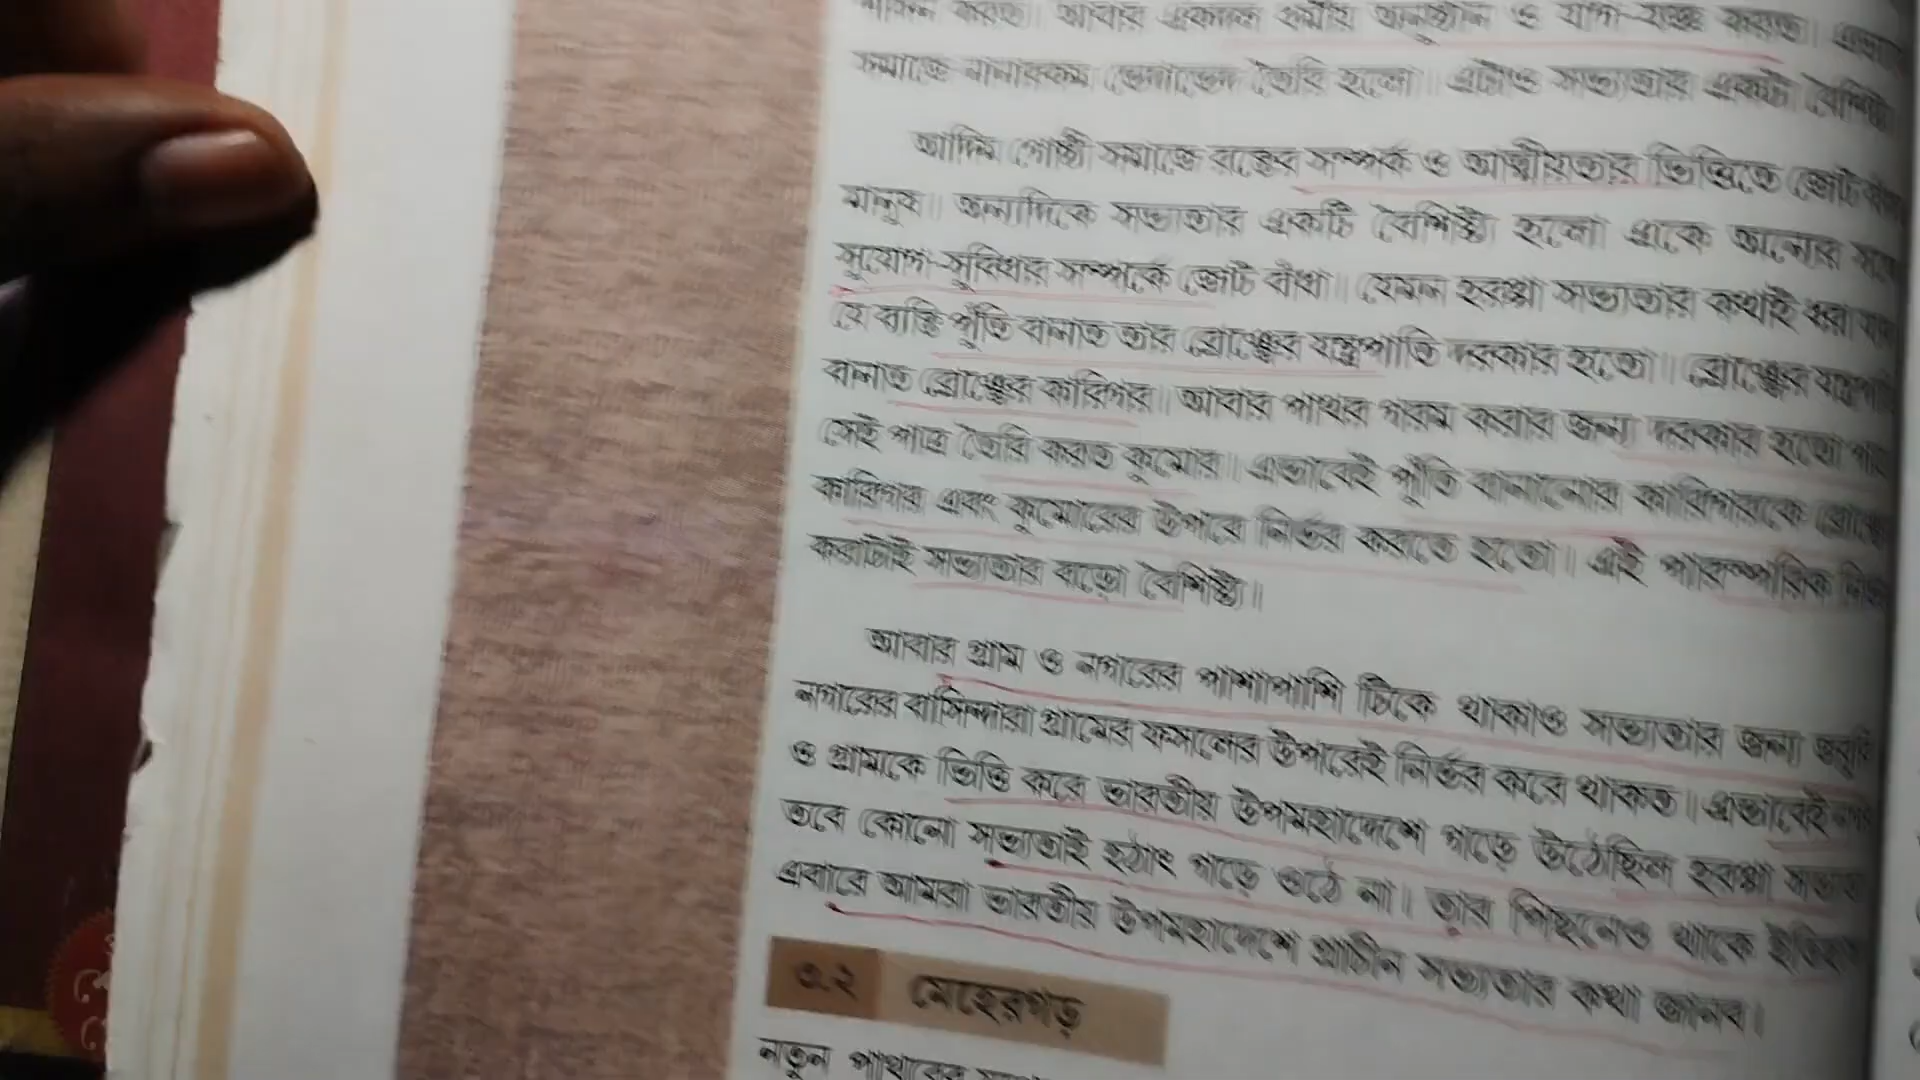 পালন করত। আবার একদল ধর্মীয় অনুষ্ঠান ও যাগ-যজ্ঞ করত।
সমাজে নানারকম ভেদাভেদ তৈরি হলো। এটাও সভ্যতার একটা বৈশিষ্ট্য
আদিম গোষ্ঠী সমাজে রক্তের সম্পর্ক ও আত্মীয়তার ভিত্তিতে জোট
মানুষ। অন্যদিকে সভ্যতার একটি বৈশিষ্ট্য হলো একে অন্যের
সুযোগ-সুবিধার সম্পর্কে জোট বাঁধা। যেমন হরপ্পা সভ্যতার কথাই ধরা
যে ব্যক্তি পুঁতি বানাত তার ব্রোঞ্জের যন্ত্রপাতি দরকার হতো। ব্রোঞ্জের
বানাত ব্রোঞ্জের কারিগর। আবার পাথর গরম করার জন্য দরকার হতো
সেই পাত্র তৈরি করত কুমোর। এভাবেই পুঁতি বানানোর কারিগরকে
কারিগর এবং কুমোরের উপরে নির্ভর করতে হতো। এই পারস্পরিক
করাটাই সভ্যতার বড়ো বৈশিষ্ট্য।
আবার গ্রাম ও নগরের পাশাপাশি টিকে থাকাও সভ্যতার জন্য
নগরের বাসিন্দারা গ্রামের ফসলের উপরেই নির্ভর করে থাকত। এভাবেই
ও গ্রামকে ভিত্তি করে ভারতীয় উপমহাদেশে গড়ে উঠেছিল হরপ্পা
তবে কোনো সভ্যতাই হঠাৎ গড়ে ওঠে না। তার পিছনেও থাকে
এবারে আমরা ভারতীয় উপমহাদেশে প্রাচীন সভ্যতার কথা জানব।
৩.২ মেহেরগড়
নতুন পাথরের